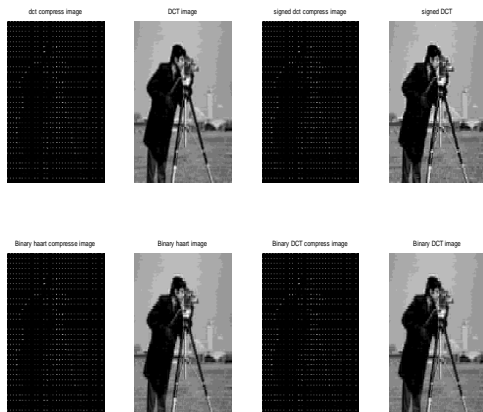 dct compress image
DCT image
signed dct compress image
signed DCT
Binary haart compresse image
Binary haart image
Binary DCT compress image
Binary DCT image